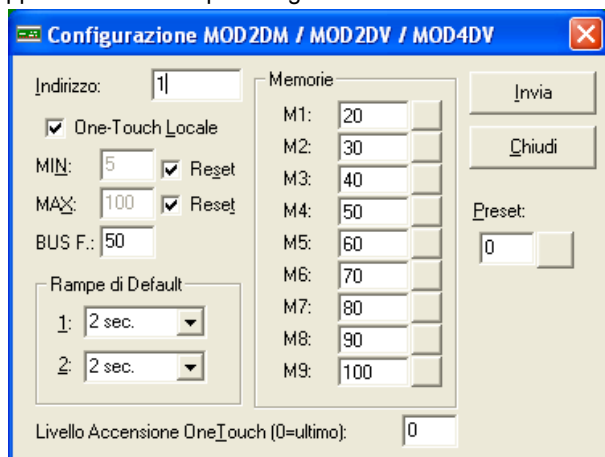 Configurazione MOD2DM / MOD2DV / MOD4DV
Indirizzo: 1
One-Touch Locale
MIN: 5 Reset
MAX: 100 Reset
BUS F.: 50
Rampe di Default
1: 2 sec.
2: 2 sec.
Memorie
M1: 20
M2: 30
M3: 40
M4: 50
M5: 60
M6: 70
M7: 80
M8: 90
M9: 100
Invia
Chiudi
Preset:
0
Livello Accensione OneTouch (0=ultimo): 0